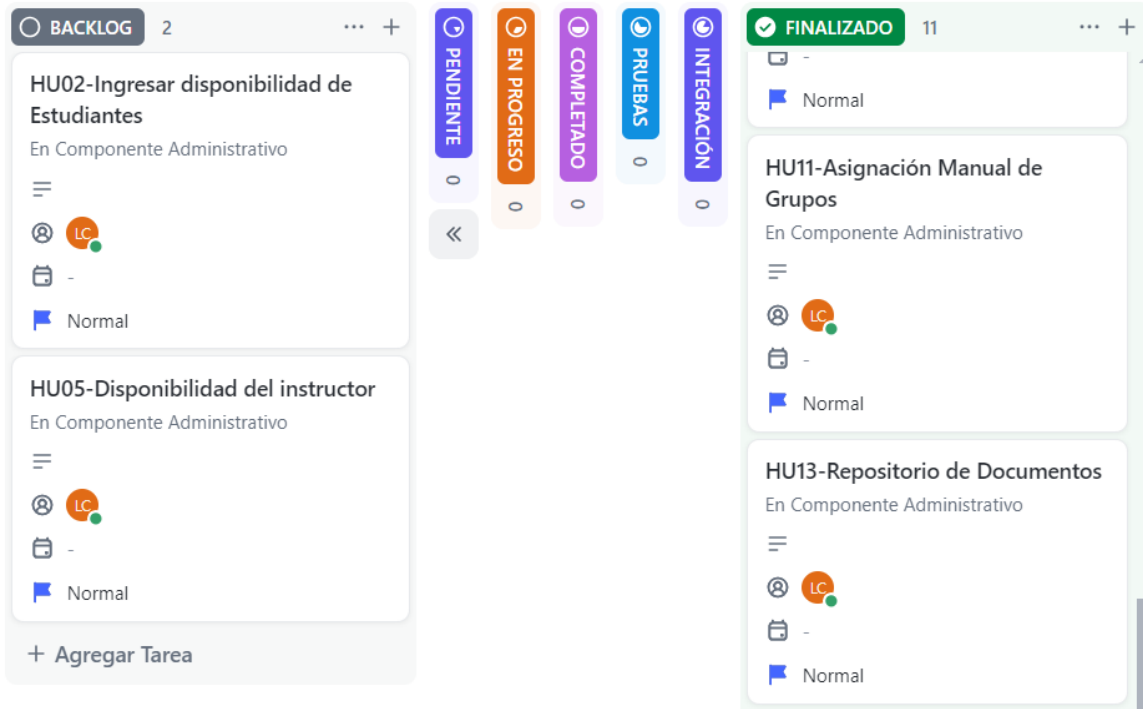 BACKLOG 2
HU02-Ingresar disponibilidad de
Estudiantes
En Componente Administrativo
LC
-
Normal
HU05-Disponibilidad del instructor
En Componente Administrativo
LC
-
Normal
+ Agregar Tarea
PENDIENTE 0
EN PROGRESO 0
COMPLETADO 0
PRUEBAS 0
INTEGRACIÓN 0
FINALIZADO 11
-
Normal
HU11-Asignación Manual de
Grupos
En Componente Administrativo
LC
-
Normal
HU13-Repositorio de Documentos
En Componente Administrativo
LC
-
Normal